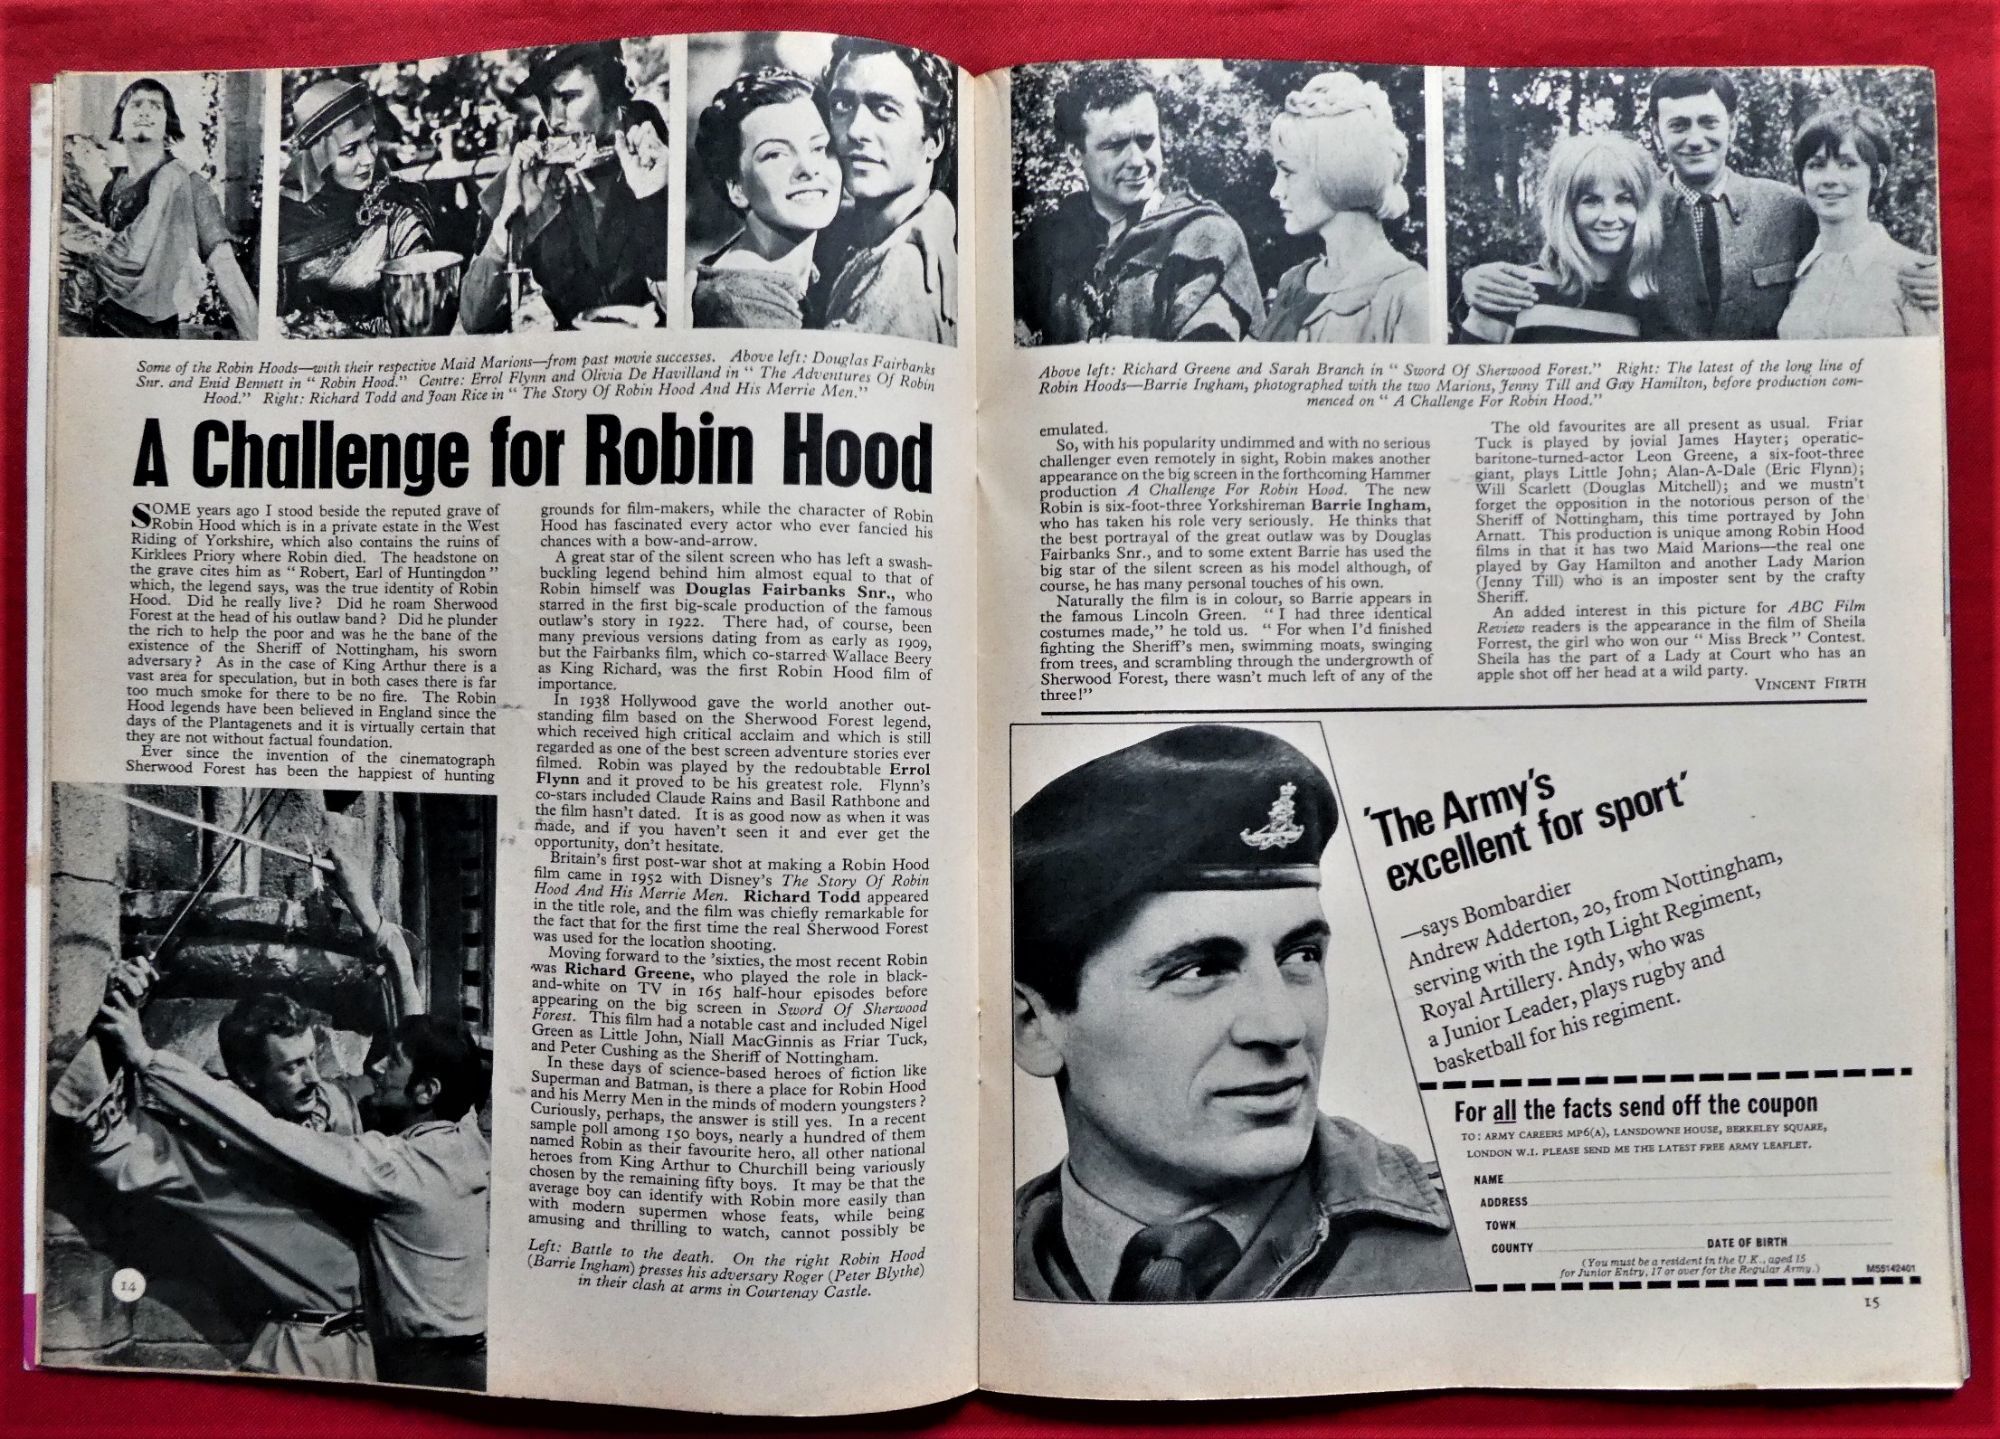 Some of the Robin Hoods—with their respective Maid Marions—from past movie successes. Above left: Douglas Fairbanks
Snr. and Enid Bennett in “ Robin Hood.” Centre: Errol Flynn and Olivia De Havilland in “ The Adventures Of Robin
Hood.” Right: Richard Todd and Joan Rice in “ The Story Of Robin Hood And His Merrie Men.”
A Challenge for Robin Hood
SOME years ago I stood beside the reputed grave of
Robin Hood which is in a private estate in the West
Riding of Yorkshire, which also contains the ruins of
Kirklees Priory where Robin died. The headstone on
the grave cites him as “ Robert, Earl of Huntingdon ”
which, the legend says, was the true identity of Robin
Hood. Did he really live? Did he roam Sherwood
Forest at the head of his outlaw band? Did he plunder
the rich to help the poor and was he the bane of the
existence of the Sheriff of Nottingham, his sworn
adversary? As in the case of King Arthur there is a
vast area for speculation, but in both cases there is far
too much smoke for there to be no fire. The Robin
Hood legends have been believed in England since the
days of the Plantagenets and it is virtually certain that
they are not without factual foundation.
Ever since the invention of the cinematograph
Sherwood Forest has been the happiest of hunting
grounds for film-makers, while the character of Robin
Hood has fascinated every actor who ever fancied his
chances with a bow-and-arrow.
A great star of the silent screen who has left a swash-
buckling legend behind him almost equal to that of
Robin himself was Douglas Fairbanks Snr., who
starred in the first big-scale production of the famous
outlaw's story in 1922. There had, of course, been
many previous versions dating from as early as 1909,
but the Fairbanks film, which co-starred Wallace Beery
as King Richard, was the first Robin Hood film of
importance.
In 1938 Hollywood gave the world another out-
standing film based on the Sherwood Forest legend,
which received high critical acclaim and which is still
regarded as one of the best screen adventure stories ever
filmed. Robin was played by the redoubtable Errol
Flynn and it proved to be his greatest role. Flynn's
co-stars included Claude Rains and Basil Rathbone and
the film hasn't dated. It is as good now as when it was
made, and if you haven't seen it and ever get the
opportunity, don't hesitate.
Britain's first post-war shot at making a Robin Hood
film came in 1952 with Disney's The Story Of Robin
Hood And His Merrie Men. Richard Todd appeared
in the title role, and the film was chiefly remarkable for
the fact that for the first time the real Sherwood Forest
was used for the location shooting.
Moving forward to the 'sixties, the most recent Robin
was Richard Greene, who played the role in black-
and-white on TV in 165 half-hour episodes before
appearing on the big screen in Sword Of Sherwood
Forest. This film had a notable cast and included Nigel
Green as Little John, Niall MacGinnis as Friar Tuck,
and Peter Cushing as the Sheriff of Nottingham.
In these days of science-based heroes of fiction like
Superman and Batman, is there a place for Robin Hood
and his Merry Men in the minds of modern youngsters?
Curiously, perhaps, the answer is still yes. In a recent
sample poll among 150 boys, nearly a hundred of them
named Robin as their favourite hero, all other national
heroes from King Arthur to Churchill being variously
chosen by the remaining fifty boys. It may be that the
average boy can identify with Robin more easily than
with modern supermen whose feats, while being
amusing and thrilling to watch, cannot possibly be
Left: Battle to the death. On the right Robin Hood
(Barrie Ingham) presses his adversary Roger (Peter Blythe)
in their clash at arms in Courtenay Castle.
14
Above left: Richard Greene and Sarah Branch in “ Sword Of Sherwood Forest.” Right: The latest of the long line of
Robin Hoods—Barrie Ingham, photographed with the two Marions, Jenny Till and Gay Hamilton, before production com-
menced on “ A Challenge For Robin Hood.”
emulated.
So, with his popularity undimmed and with no serious
challenger even remotely in sight, Robin makes another
appearance on the big screen in the forthcoming Hammer
production A Challenge For Robin Hood. The new
Robin is six-foot-three Yorkshireman Barrie Ingham,
who has taken his role very seriously. He thinks that
the best portrayal of the great outlaw was by Douglas
Fairbanks Snr., and to some extent Barrie has used the
big star of the silent screen as his model although, of
course, he has many personal touches of his own.
Naturally the film is in colour, so Barrie appears in
the famous Lincoln Green. “ I had three identical
costumes made,” he told us. “ For when I'd finished
fighting the Sheriff's men, swimming moats, swinging
from trees, and scrambling through the undergrowth of
Sherwood Forest, there wasn't much left of any of the
three!”
The old favourites are all present as usual. Friar
Tuck is played by jovial James Hayter; operatic-
baritone-turned-actor Leon Greene, a six-foot-three
giant, plays Little John; Alan-A-Dale (Eric Flynn);
Will Scarlett (Douglas Mitchell); and we mustn't
forget the opposition in the notorious person of the
Sheriff of Nottingham, this time portrayed by John
Arnatt. This production is unique among Robin Hood
films in that it has two Maid Marions—the real one
played by Gay Hamilton and another Lady Marion
(Jenny Till) who is an imposter sent by the crafty
Sheriff.
An added interest in this picture for ABC Film
Review readers is the appearance in the film of Sheila
Forrest, the girl who won our “ Miss Breck ” Contest.
Sheila has the part of a Lady at Court who has an
apple shot off her head at a wild party.
VINCENT FIRTH
'The Army's
excellent for sport'
—says Bombardier
Andrew Adderton, 20, from Nottingham,
serving with the 19th Light Regiment,
Royal Artillery. Andy, who was
a Junior Leader, plays rugby and
basketball for his regiment.
For all the facts send off the coupon
TO: ARMY CAREERS MP6(A), LANSDOWNE HOUSE, BERKELEY SQUARE,
LONDON W.I. PLEASE SEND ME THE LATEST FREE ARMY LEAFLET.
NAME
ADDRESS
TOWN
COUNTY DATE OF BIRTH
(You must be a resident in the U.K., aged 15
for Junior Entry, 17 or over for the Regular Army.)
M55142401
15